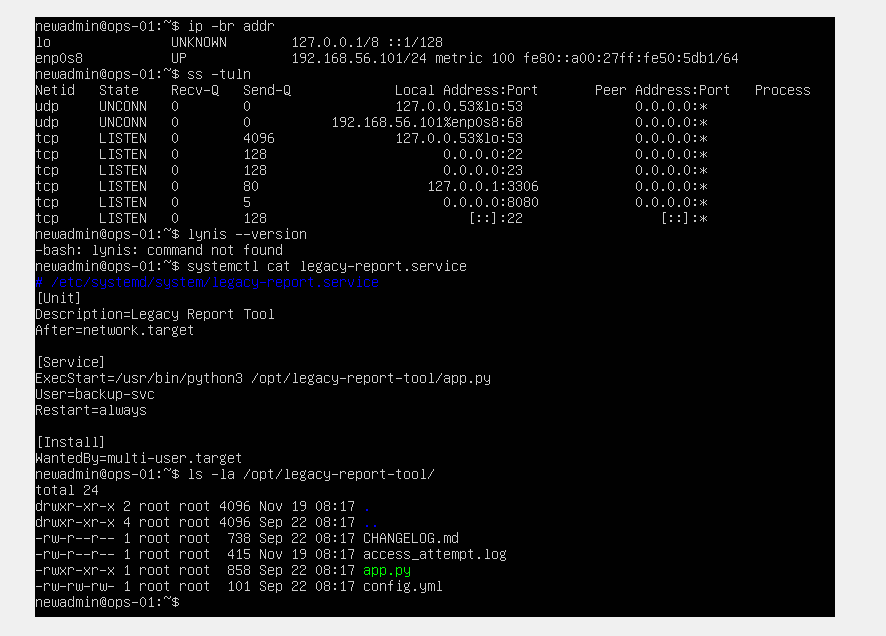 newadmin@ops-01:~$ ip -br addr
lo               UNKNOWN        127.0.0.1/8 ::1/128
enp0s8           UP             192.168.56.101/24 metric 100 fe80::a00:27ff:fe50:5db1/64
newadmin@ops-01:~$ ss -tuln
Netid   State    Recv-Q   Send-Q             Local Address:Port       Peer Address:Port   Process
udp     UNCONN   0        0                  127.0.0.53%lo:53              0.0.0.0:*
udp     UNCONN   0        0          192.168.56.101%enp0s8:68              0.0.0.0:*
tcp     LISTEN   0        4096               127.0.0.53%lo:53              0.0.0.0:*
tcp     LISTEN   0        128                      0.0.0.0:22              0.0.0.0:*
tcp     LISTEN   0        128                      0.0.0.0:23              0.0.0.0:*
tcp     LISTEN   0        80                     127.0.0.1:3306            0.0.0.0:*
tcp     LISTEN   0        5                        0.0.0.0:8080            0.0.0.0:*
tcp     LISTEN   0        128                         [::]:22                 [::]:*
newadmin@ops-01:~$ lynis --version
-bash: lynis: command not found
newadmin@ops-01:~$ systemctl cat legacy-report.service
# /etc/systemd/system/legacy-report.service
[Unit]
Description=Legacy Report Tool
After=network.target

[Service]
ExecStart=/usr/bin/python3 /opt/legacy-report-tool/app.py
User=backup-svc
Restart=always

[Install]
WantedBy=multi-user.target
newadmin@ops-01:~$ ls -la /opt/legacy-report-tool/
total 24
drwxr-xr-x 2 root root 4096 Nov 19 08:17 .
drwxr-xr-x 4 root root 4096 Sep 22 08:17 ..
-rw-r--r-- 1 root root  738 Sep 22 08:17 CHANGELOG.md
-rw-r--r-- 1 root root  415 Nov 19 08:17 access_attempt.log
-rwxr-xr-x 1 root root  858 Sep 22 08:17 app.py
-rw-rw-rw- 1 root root  101 Sep 22 08:17 config.yml
newadmin@ops-01:~$